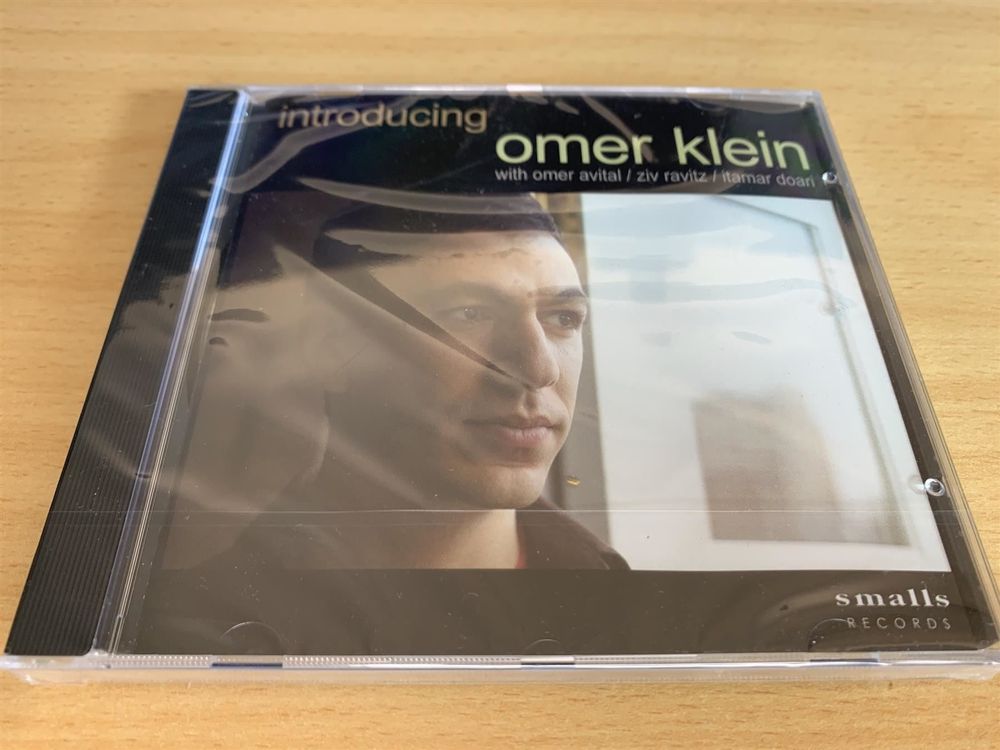 introducing
omer klein
with omer avital / ziv ravitz / itamar doari
smalls
RECORDS